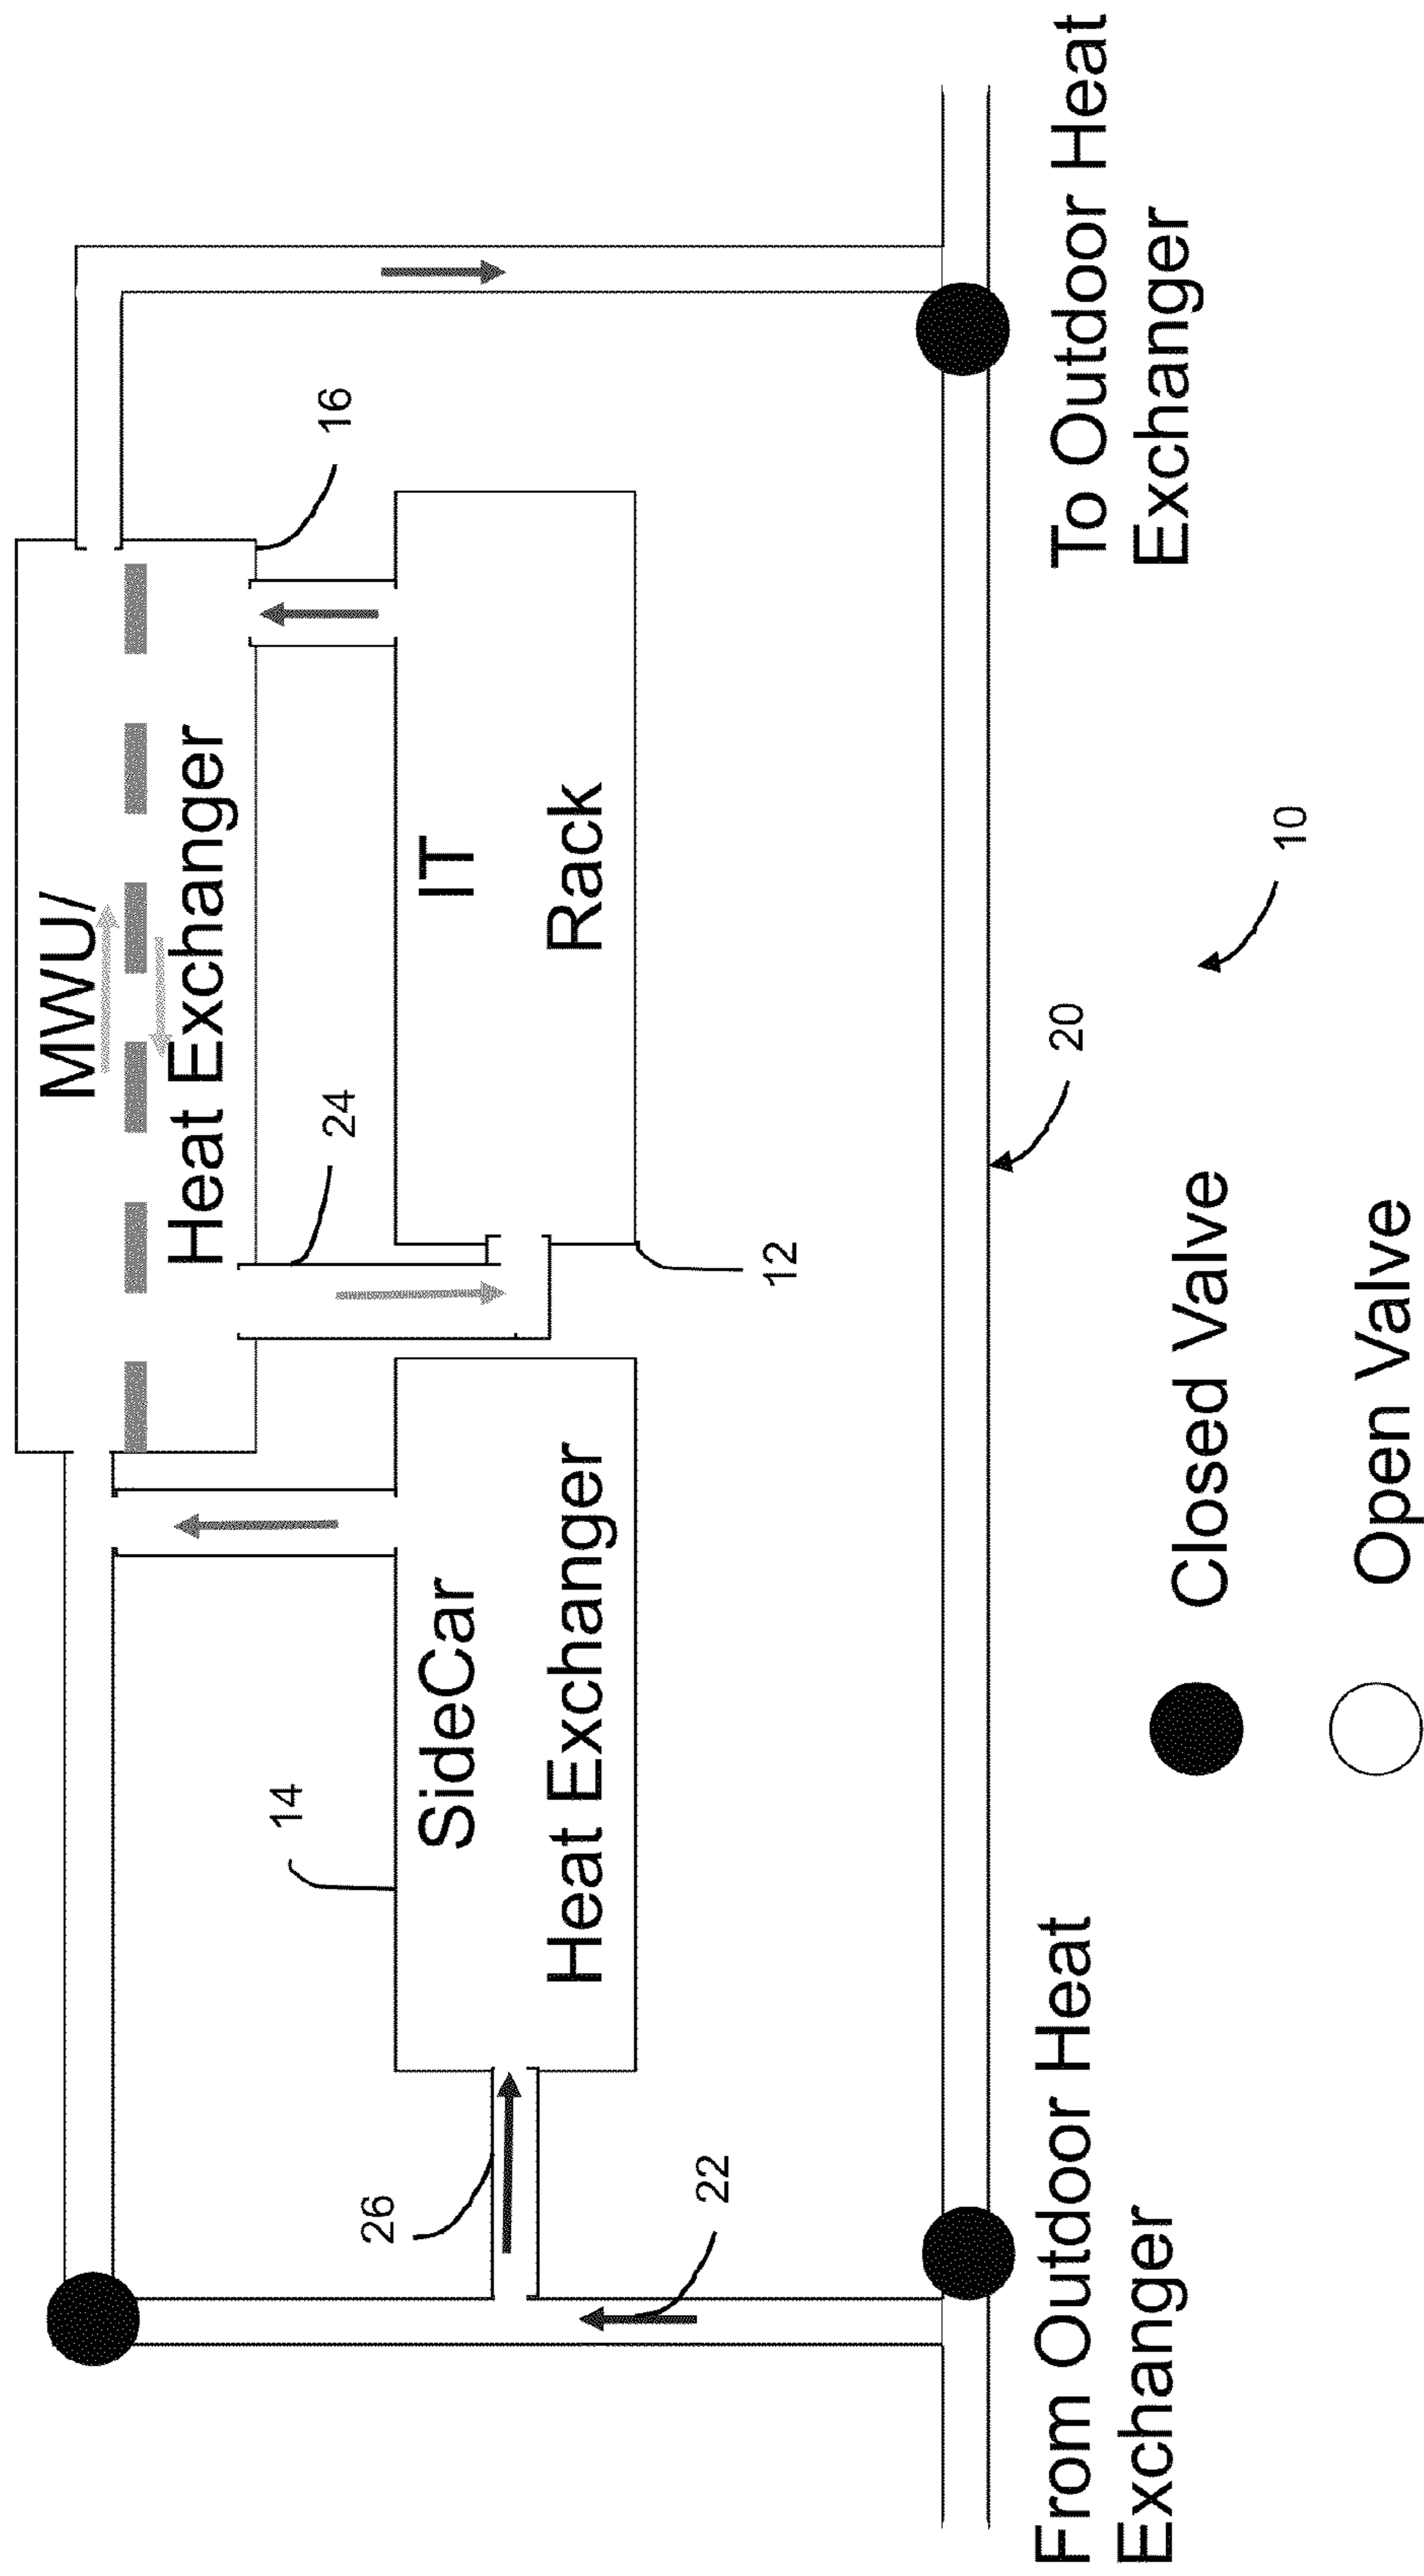 MWU/
Heat Exchanger
16
24
IT
Rack
12
SideCar
Heat Exchanger
14
26
22
20
10
From Outdoor Heat
Exchanger
To Outdoor Heat
Exchanger
Closed Valve
Open Valve